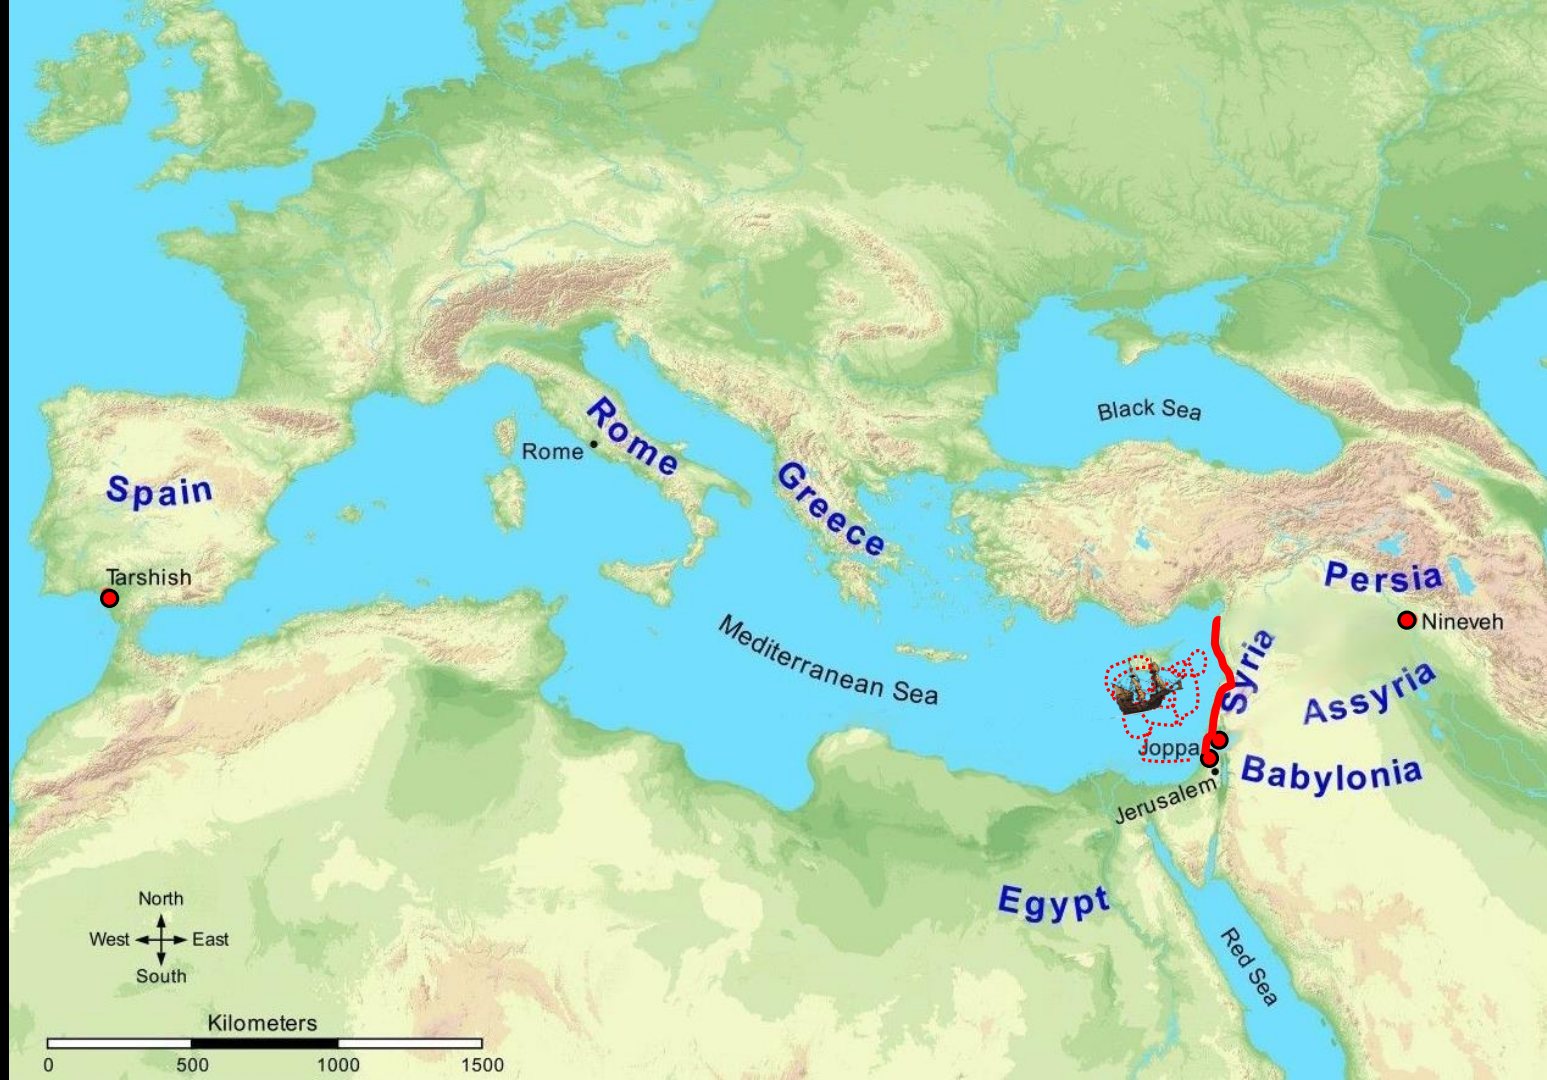 Black Sea
Rome
Rome
Greece
Spain
Tarshish
Persia
Nineveh
Mediterranean Sea
Syria
Assyria
Joppa
Babylonia
Jerusalem
Egypt
Red Sea
North
West East
South
Kilometers
0 500 1000 1500